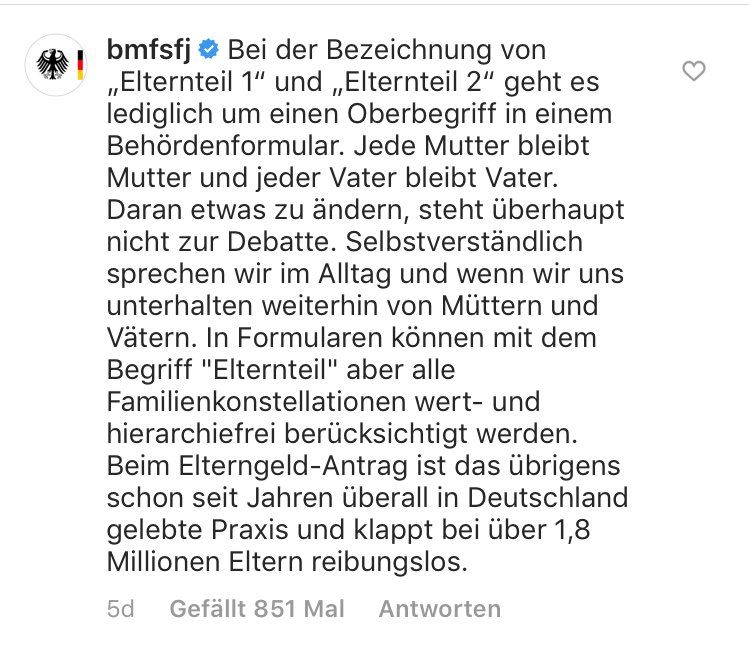 bmfsfj Bei der Bezeichnung von
„Elternteil 1“ und „Elternteil 2“ geht es
lediglich um einen Oberbegriff in einem
Behördenformular. Jede Mutter bleibt
Mutter und jeder Vater bleibt Vater.
Daran etwas zu ändern, steht überhaupt
nicht zur Debatte. Selbstverständlich
sprechen wir im Alltag und wenn wir uns
unterhalten weiterhin von Müttern und
Vätern. In Formularen können mit dem
Begriff "Elternteil" aber alle
Familienkonstellationen wert- und
hierarchiefrei berücksichtigt werden.
Beim Elterngeld-Antrag ist das übrigens
schon seit Jahren überall in Deutschland
gelebte Praxis und klappt bei über 1,8
Millionen Eltern reibungslos.
5d Gefällt 851 Mal Antworten